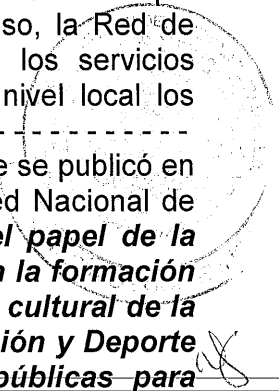 so, la Red de
los servicios
nivel local los
- - - - - - - - - - - - - - - - - -
e se publicó en
ed Nacional de
el papel de la
a la formación
cultural de la
ión y Deporte
públicas para